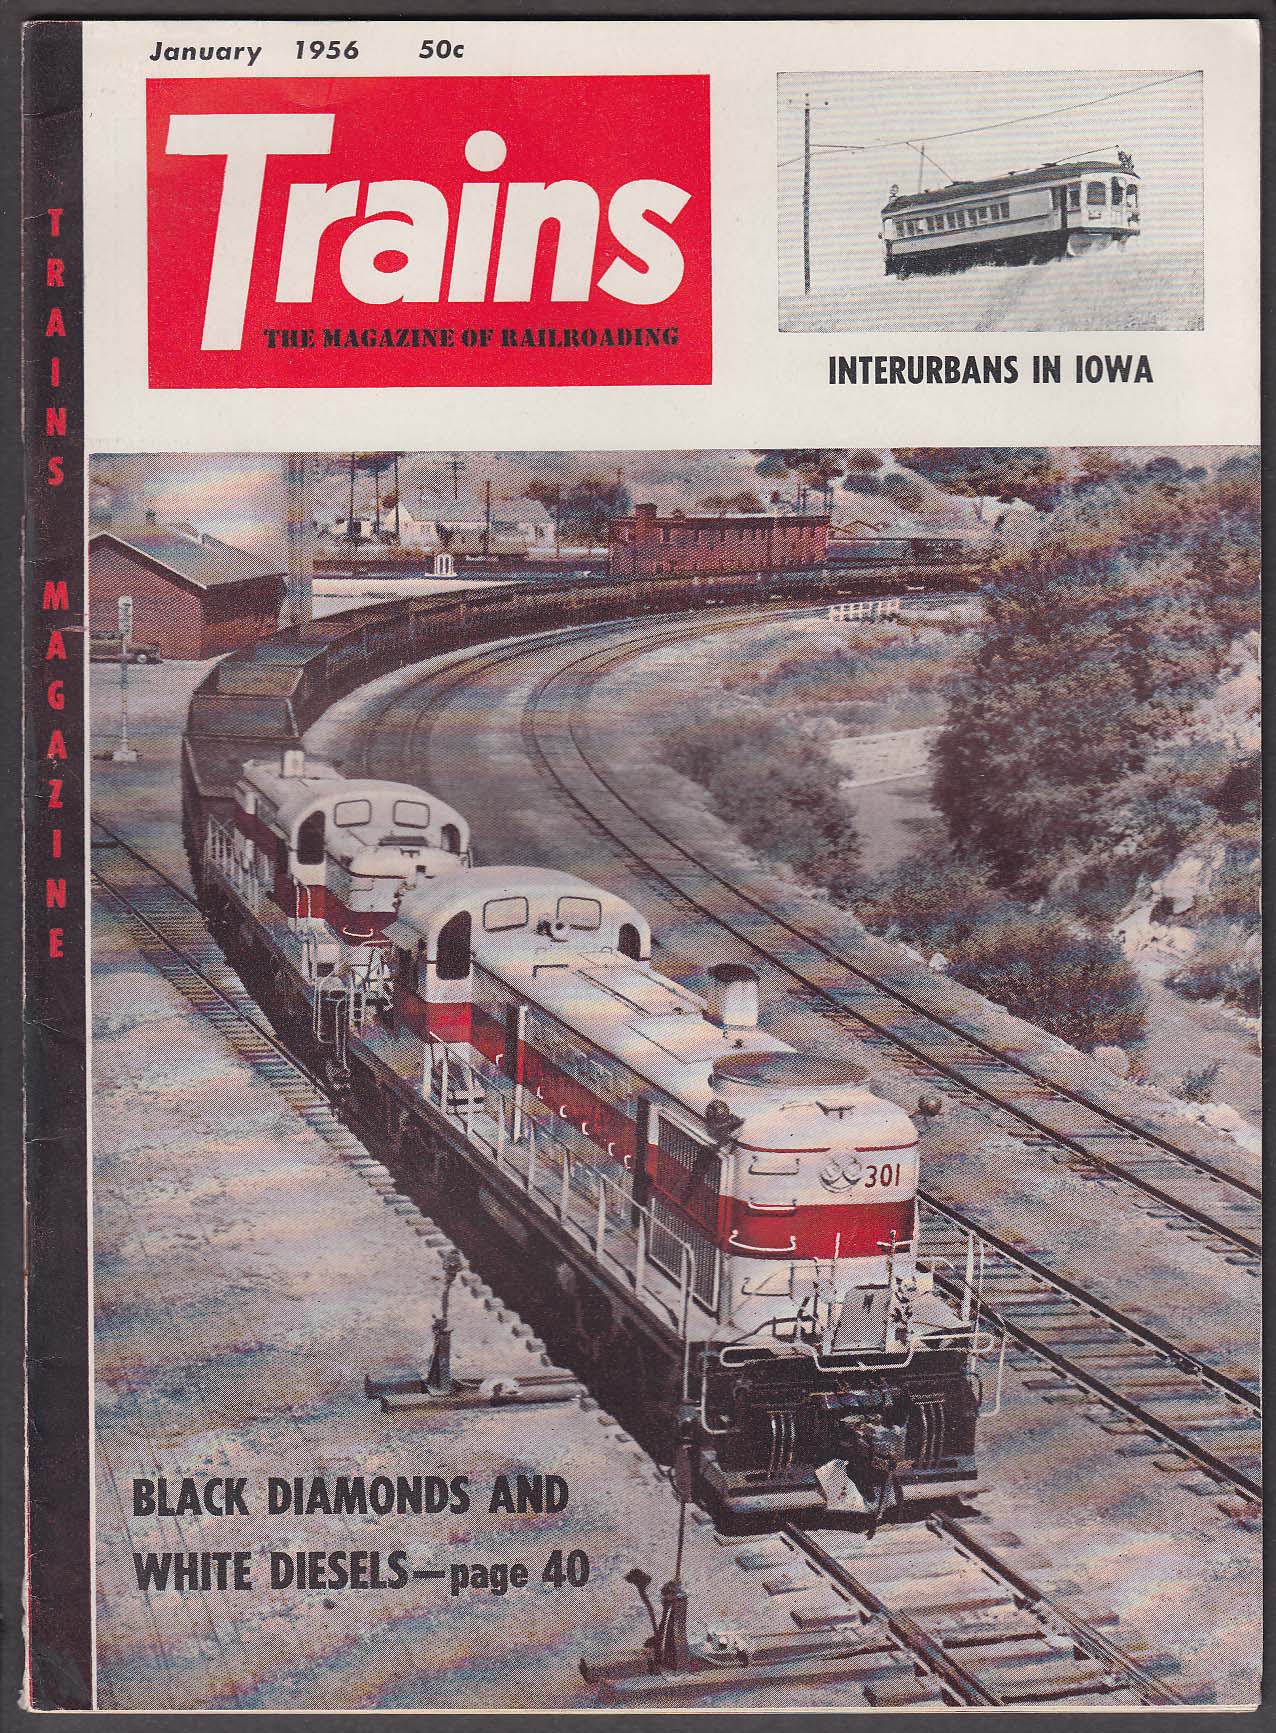 January 1956 50c
Trains
THE MAGAZINE OF RAILROADING
INTERURBANS IN IOWA
TRAINS MAGAZINE
301
BLACK DIAMONDS AND
WHITE DIESELS—page 40